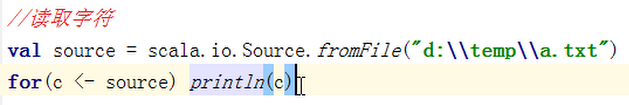 //读取字符
val source = scala.io.Source.fromFile("d:\\temp\\a.txt")
for(c <- source) println(c)